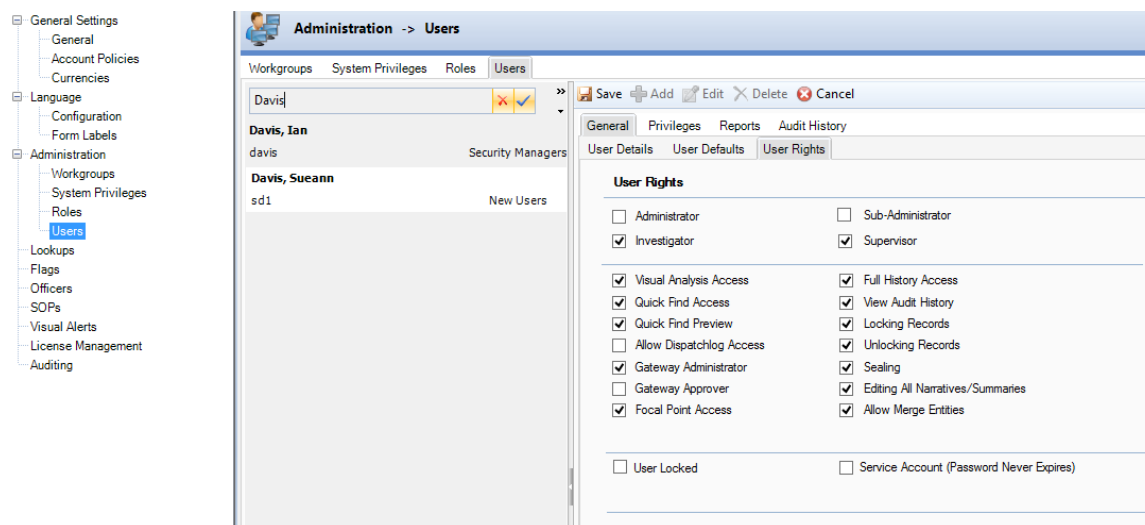 General Settings
General
Account Policies
Currencies
Language
Configuration
Form Labels
Administration
Workgroups
System Privileges
Roles
Users
Lookups
Flags
Officers
SOPs
Visual Alerts
License Management
Auditing
Administration -> Users
Workgroups System Privileges Roles Users
Davis
Davis, Ian
davis Security Managers
Davis, Sueann
sd1 New Users
Save Add Edit Delete Cancel
General Privileges Reports Audit History
User Details User Defaults User Rights
User Rights
Administrator Sub-Administrator
Investigator Supervisor
Visual Analysis Access Full History Access
Quick Find Access View Audit History
Quick Find Preview Locking Records
Allow Dispatchlog Access Unlocking Records
Gateway Administrator Sealing
Gateway Approver Editing All Narratives/Summaries
Focal Point Access Allow Merge Entities
User Locked Service Account (Password Never Expires)